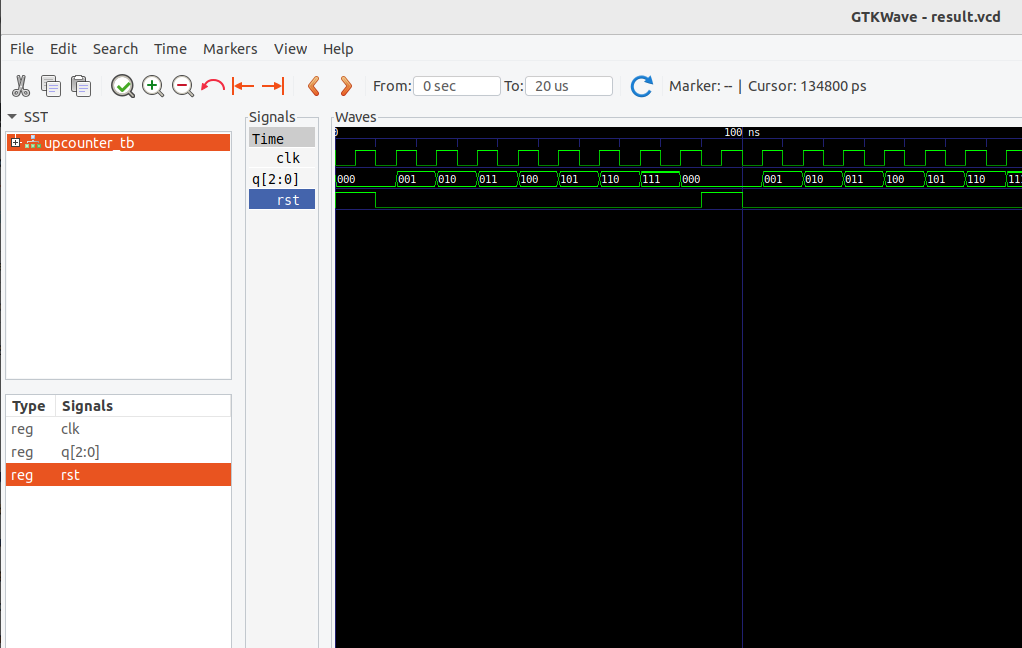 GTKWave - result.vcd
File Edit Search Time Markers View Help
From: 0 sec To: 20 us Marker: -- | Cursor: 134800 ps
SST
upcounter_tb
Type Signals
reg clk
reg q[2:0]
reg rst
Signals
Time
clk
q[2:0]
rst
Waves
0 100 ns
000 001 010 011 100 101 110 111 000 001 010 011 100 101 110 11